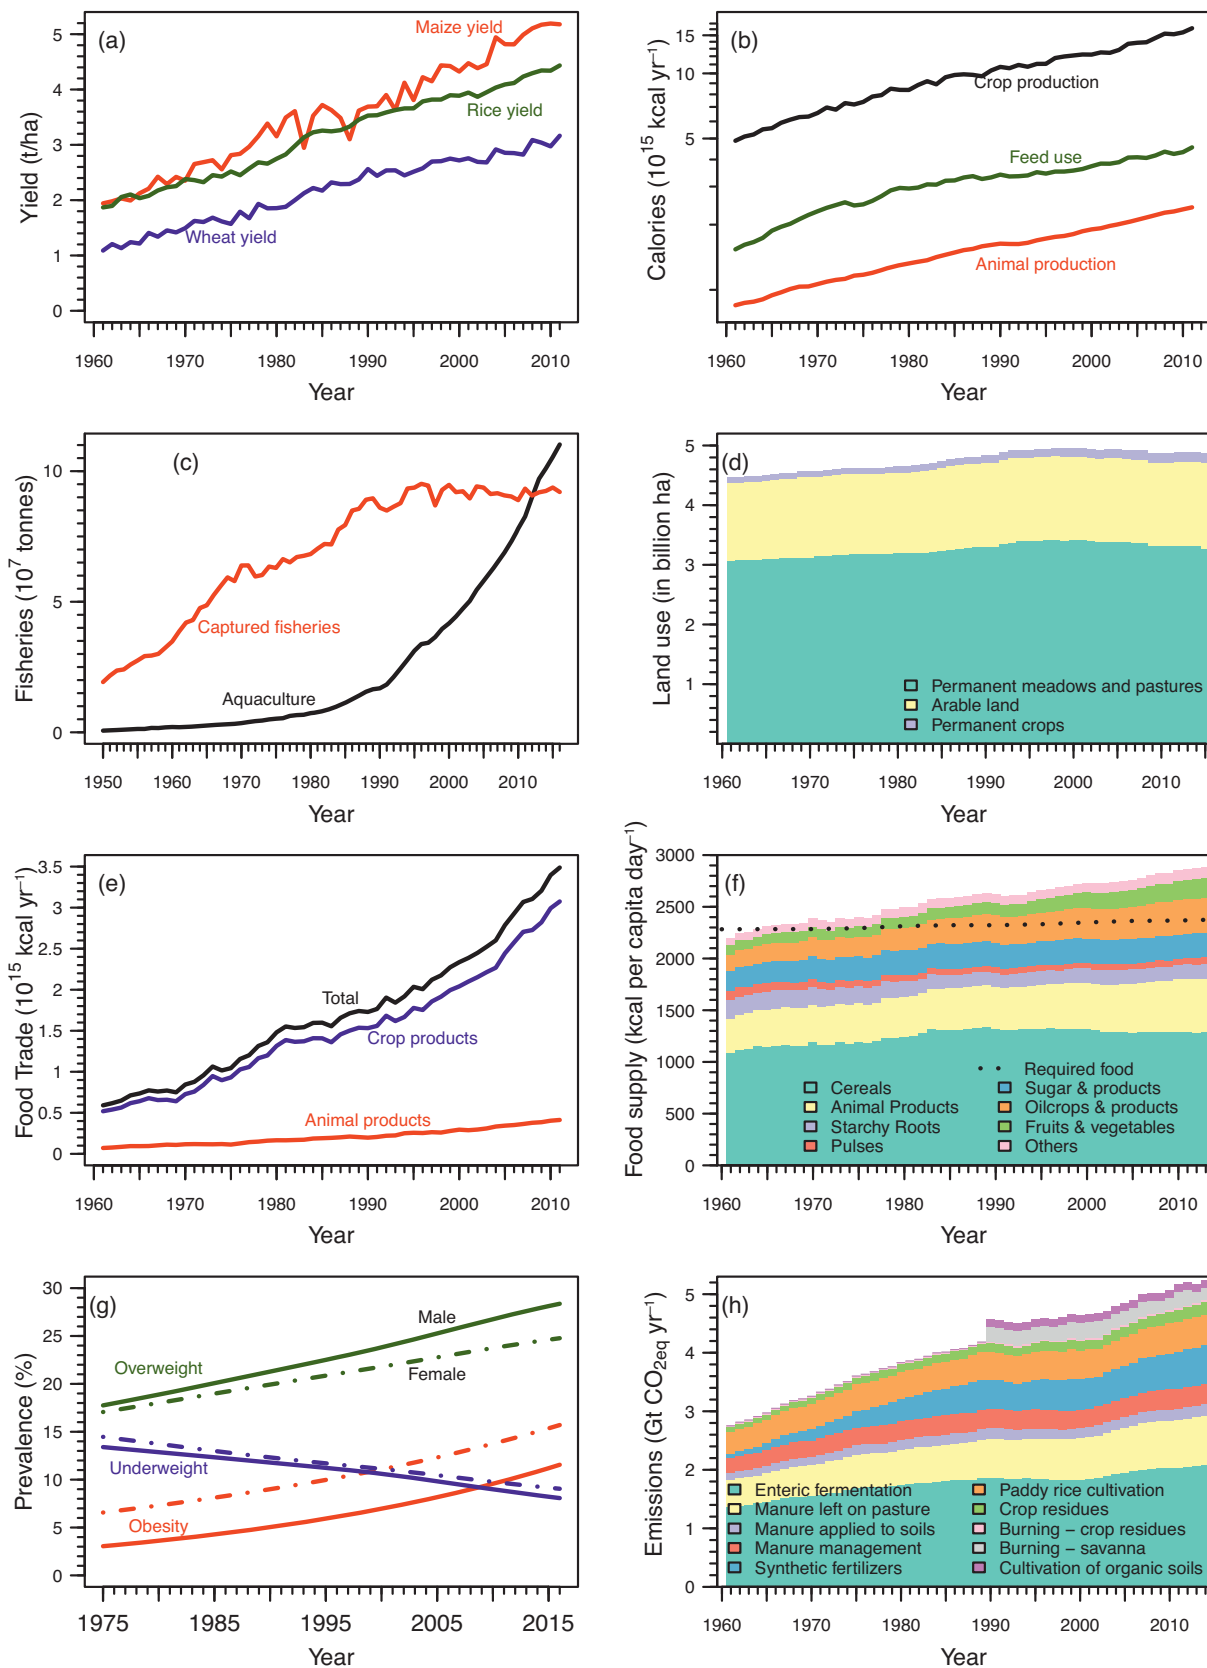 (a)
Maize yield
Rice yield
Wheat yield
Yield (t/ha)
5
4
3
2
1
0
1960 1970 1980 1990 2000 2010
Year
(b)
Crop production
Feed use
Animal production
Calories (10¹⁵ kcal yr⁻¹)
15
10
5
1960 1970 1980 1990 2000 2010
Year
(c)
Captured fisheries
Aquaculture
Fisheries (10⁷ tonnes)
10
5
0
1950 1960 1970 1980 1990 2000 2010
Year
(d)
Land use (in billion ha)
5
4
3
2
1
Permanent meadows and pastures
Arable land
Permanent crops
1960 1970 1980 1990 2000 2010
Year
(e)
Total
Crop products
Animal products
Food Trade (10¹⁵ kcal yr⁻¹)
3.5
3
2.5
2
1.5
1
0.5
0
1960 1970 1980 1990 2000 2010
Year
(f)
Food supply (kcal per capita day⁻¹)
3000
2500
2000
1500
1000
500
0
Required food
Cereals
Animal Products
Starchy Roots
Pulses
Sugar & products
Oilcrops & products
Fruits & vegetables
Others
1960 1970 1980 1990 2000 2010
Year
(g)
Male
Female
Overweight
Underweight
Obesity
Prevalence (%)
30
25
20
15
10
5
0
1975 1985 1995 2005 2015
Year
(h)
Emissions (Gt CO₂eq yr⁻¹)
5
4
3
2
1
0
Enteric fermentation
Manure left on pasture
Manure applied to soils
Manure management
Synthetic fertilizers
Paddy rice cultivation
Crop residues
Burning – crop residues
Burning – savanna
Cultivation of organic soils
1960 1970 1980 1990 2000 2010
Year